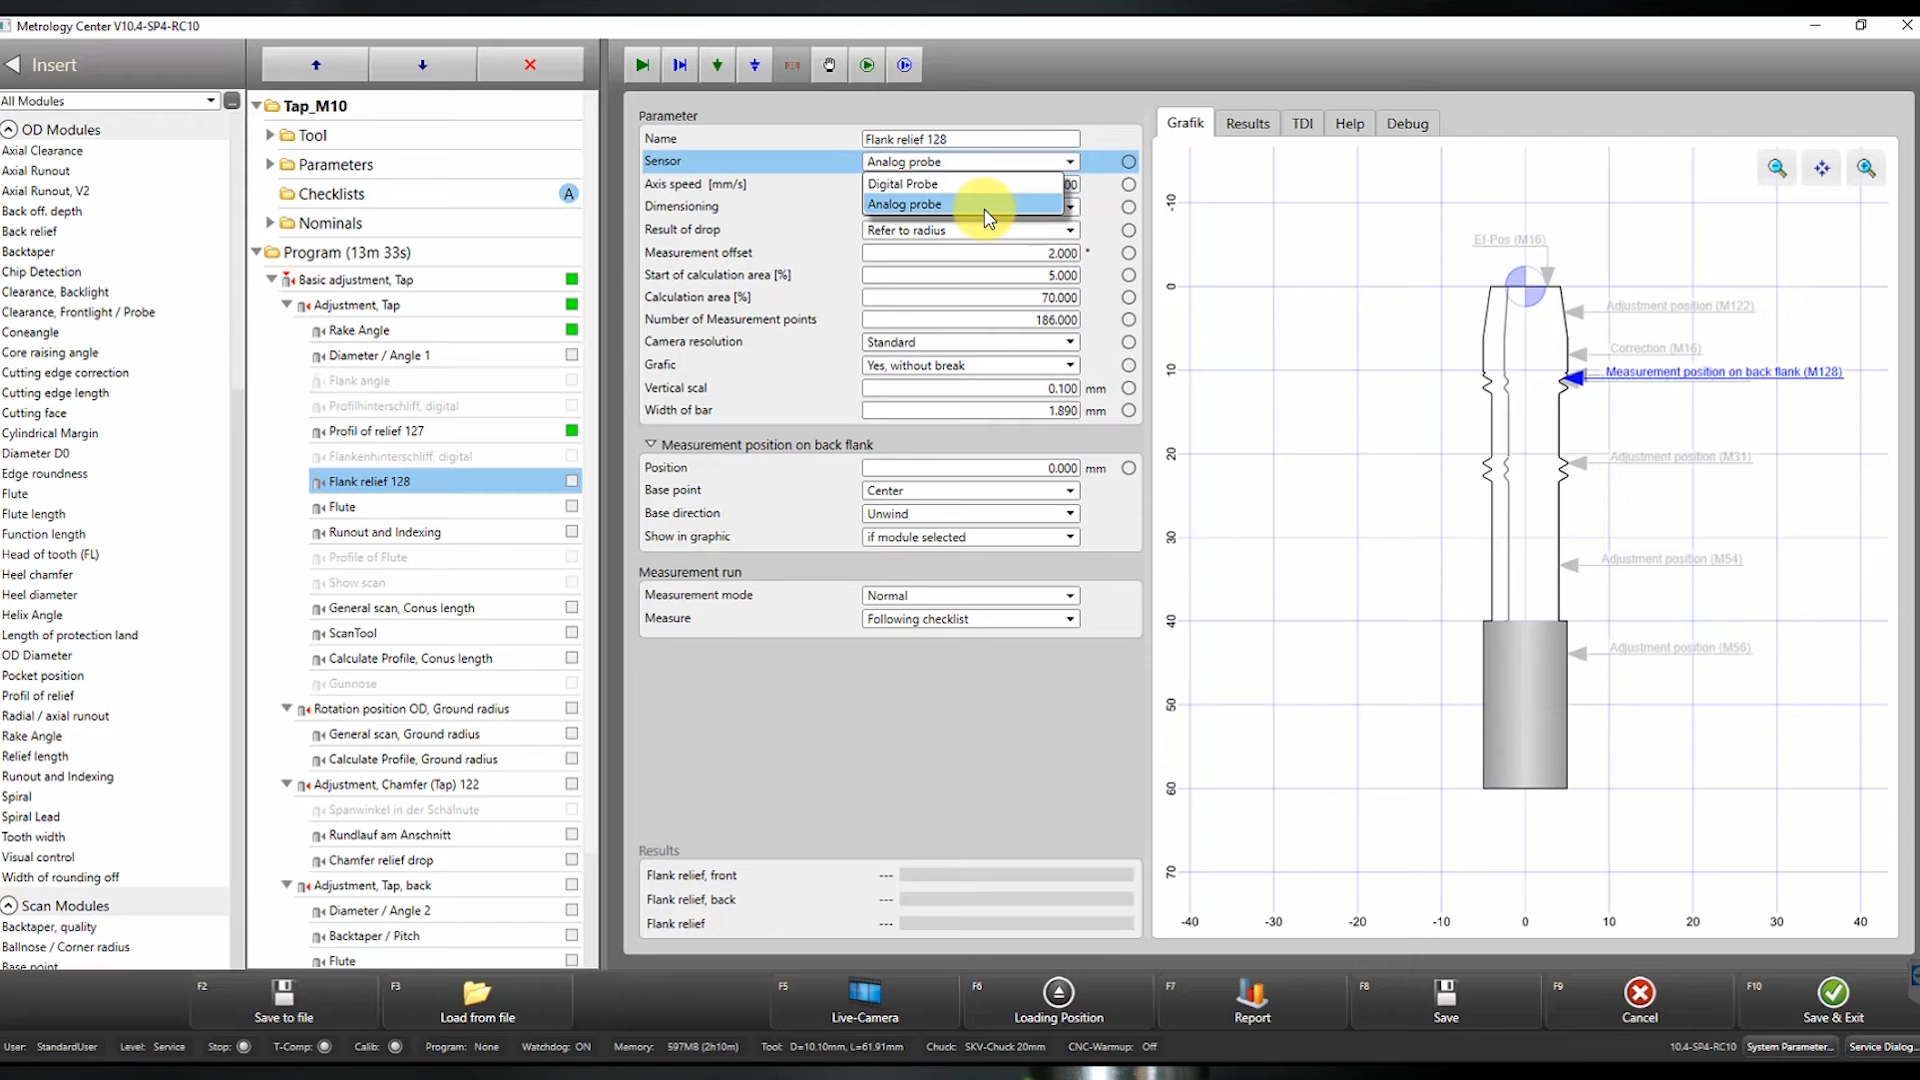 Metrology Center V10.4-SP4-RC10
Insert
All Modules
...
OD Modules
Axial Clearance
Axial Runout
Axial Runout, V2
Back off. depth
Back relief
Backtaper
Chip Detection
Clearance, Backlight
Clearance, Frontlight / Probe
Coneangle
Core raising angle
Cutting edge correction
Cutting edge length
Cutting face
Cylindrical Margin
Diameter D0
Edge roundness
Flute
Flute length
Function length
Head of tooth (FL)
Heel chamfer
Heel diameter
Helix Angle
Length of protection land
OD Diameter
Pocket position
Profil of relief
Radial / axial runout
Rake Angle
Relief length
Runout and Indexing
Spiral
Spiral Lead
Tooth width
Visual control
Width of rounding off
Scan Modules
Backtaper, quality
Ballnose / Corner radius
Base point
Tap_M10
Tool
Parameters
Checklists A
Nominals
Program (13m 33s)
Basic adjustment, Tap
Adjustment, Tap
Rake Angle
Diameter / Angle 1
Flank angle
Profilhinterschliff, digital
Profil of relief 127
Flankenhinterschliff, digital
Flank relief 128
Flute
Runout and Indexing
Profile of Flute
Show scan
General scan, Conus length
ScanTool
Calculate Profile, Conus length
Gunnose
Rotation position OD, Ground radius
General scan, Ground radius
Calculate Profile, Ground radius
Adjustment, Chamfer (Tap) 122
Spanwinkel in der Schälnute
Rundlauf am Anschnitt
Chamfer relief drop
Adjustment, Tap, back
Diameter / Angle 2
Backtaper / Pitch
Flute
Parameter
Name Flank relief 128
Sensor Analog probe
Axis speed [mm/s] 00
Digital Probe
Analog probe
Dimensioning
Result of drop Refer to radius
Measurement offset 2.000 °
Start of calculation area [%] 5.000
Calculation area [%] 70.000
Number of Measurement points 186.000
Camera resolution Standard
Grafic Yes, without break
Vertical scal 0.100 mm
Width of bar 1.890 mm
Measurement position on back flank
Position 0.000 mm
Base point Center
Base direction Unwind
Show in graphic if module selected
Measurement run
Measurement mode Normal
Measure Following checklist
Results
Flank relief, front ---
Flank relief, back ---
Flank relief ---
Grafik Results TDI Help Debug
-10
0
10
20
30
40
50
60
70
-40 -30 -20 -10 0 10 20 30 40
Ef-Pos (M16)
Adjustment position (M122)
Correction (M16)
Measurement position on back flank (M128)
Adjustment position (M31)
Adjustment position (M54)
Adjustment position (M56)
F2 Save to file
F3 Load from file
F5 Live-Camera
F6 Loading Position
F7 Report
F8 Save
F9 Cancel
F10 Save & Exit
User: StandardUser Level: Service Stop: T-Comp: Calib: Program: None Watchdog: ON Memory: 597MB (2h10m) Tool: D=10.10mm, L=61.91mm Chuck: SKV-Chuck 20mm CNC-Warmup: Off 10.4-SP4-RC10 System Parameter... Service Dialog...